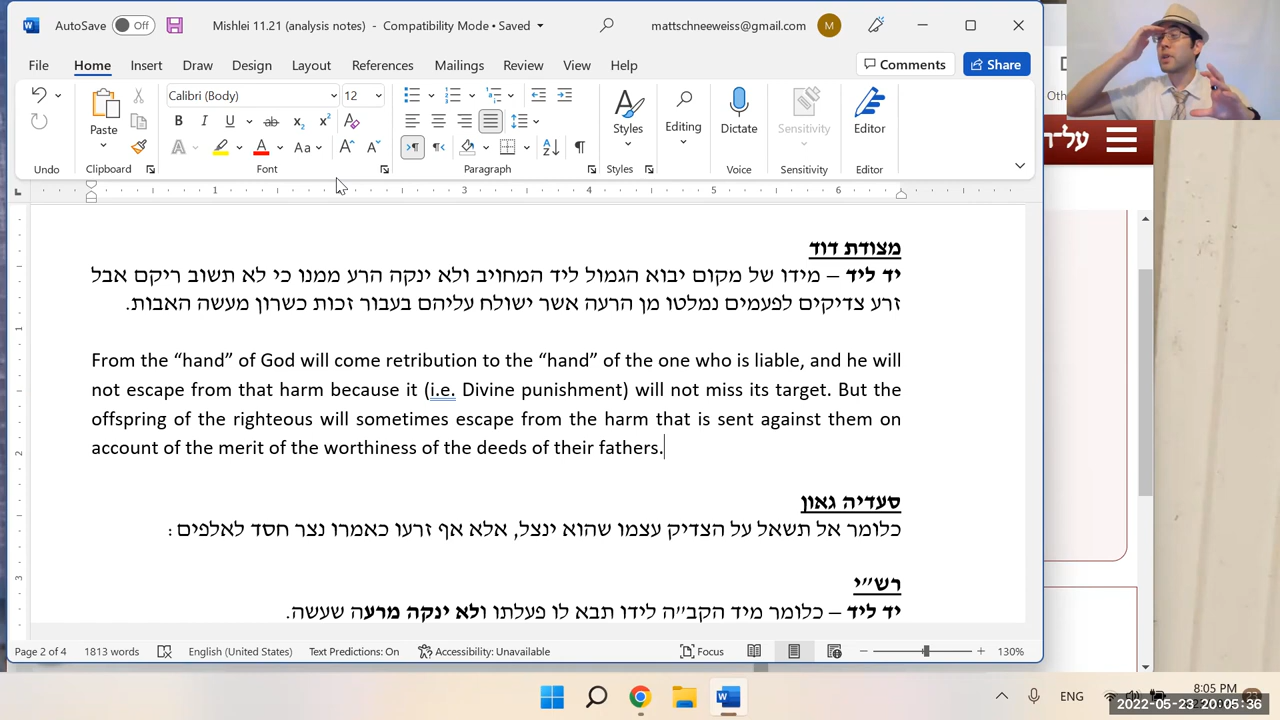 AutoSave Off Mishlei 11.21 (analysis notes) - Compatibility Mode • Saved mattschneeweiss@gmail.com M
File Home Insert Draw Design Layout References Mailings Review View Help Comments Share
Calibri (Body) 12
Paste Styles Editing Dictate Sensitivity Editor
Undo Clipboard Font Paragraph Styles Voice Sensitivity Editor
1 1 3 4 5 6
מצודת דוד
יד ליד – מידו של מקום יבוא הגמול ליד המחויב ולא ינקה הרע ממנו כי לא תשוב ריקם אבל
זרע צדיקים לפעמים נמלטו מן הרעה אשר ישולח עליהם בעבור זכות כשרון מעשה האבות.
From the “hand” of God will come retribution to the “hand” of the one who is liable, and he will
not escape from that harm because it (i.e. Divine punishment) will not miss its target. But the
offspring of the righteous will sometimes escape from the harm that is sent against them on
account of the merit of the worthiness of the deeds of their fathers.
סעדיה גאון
כלומר אל תשאל על הצדיק עצמו שהוא ינצל, אלא אף זרעו כאמרו נצר חסד לאלפים :
רש״י
יד ליד – כלומר מיד הקב״ה לידו תבא לו פעלתו ולא ינקה מרעה שעשה.
Page 2 of 4 1813 words English (United States) Text Predictions: On Accessibility: Unavailable Focus 130%
ENG 8:05 PM
2022-05-23 20:05:36